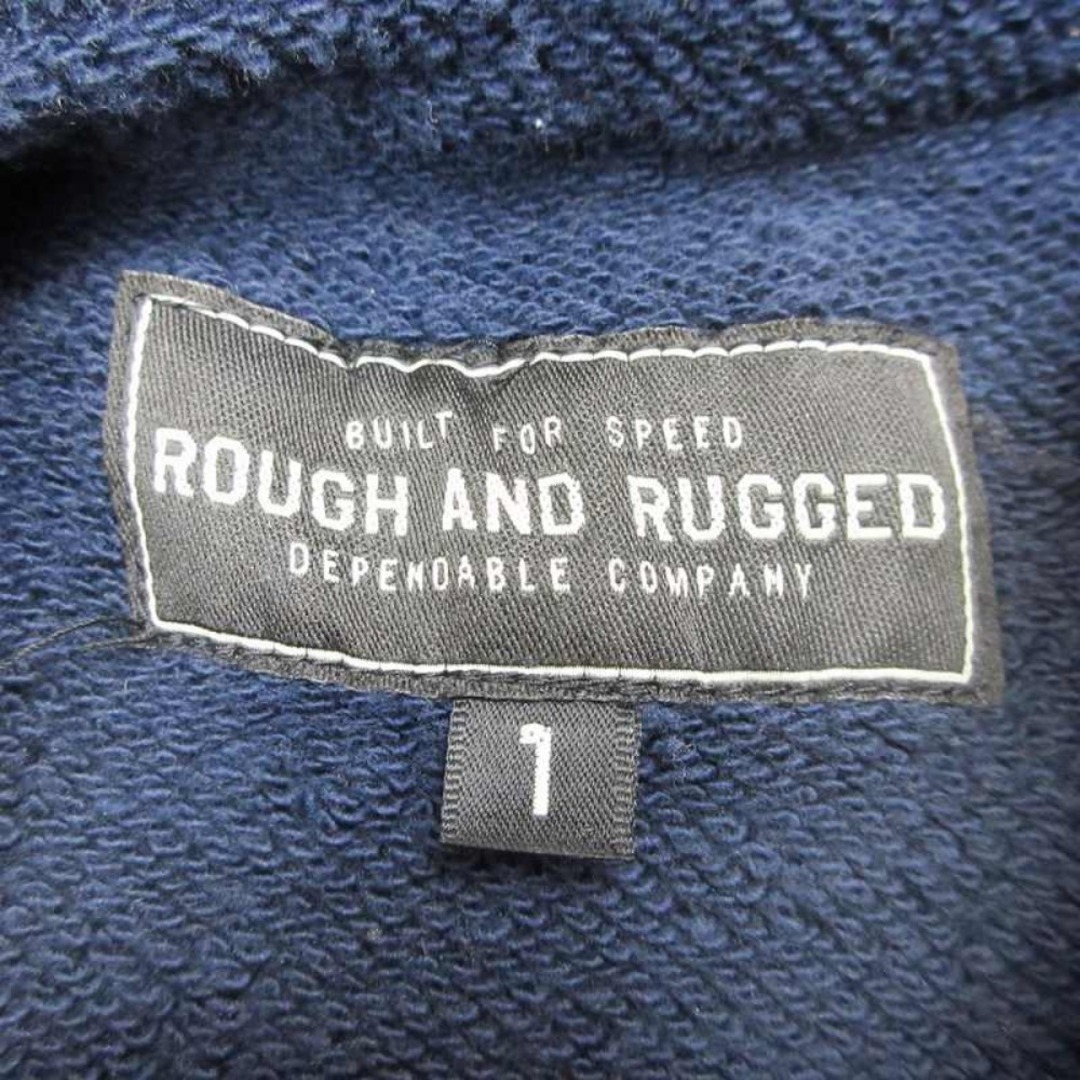 BUILT FOR SPEED
ROUGH AND RUGGED
DEPENDABLE COMPANY
1